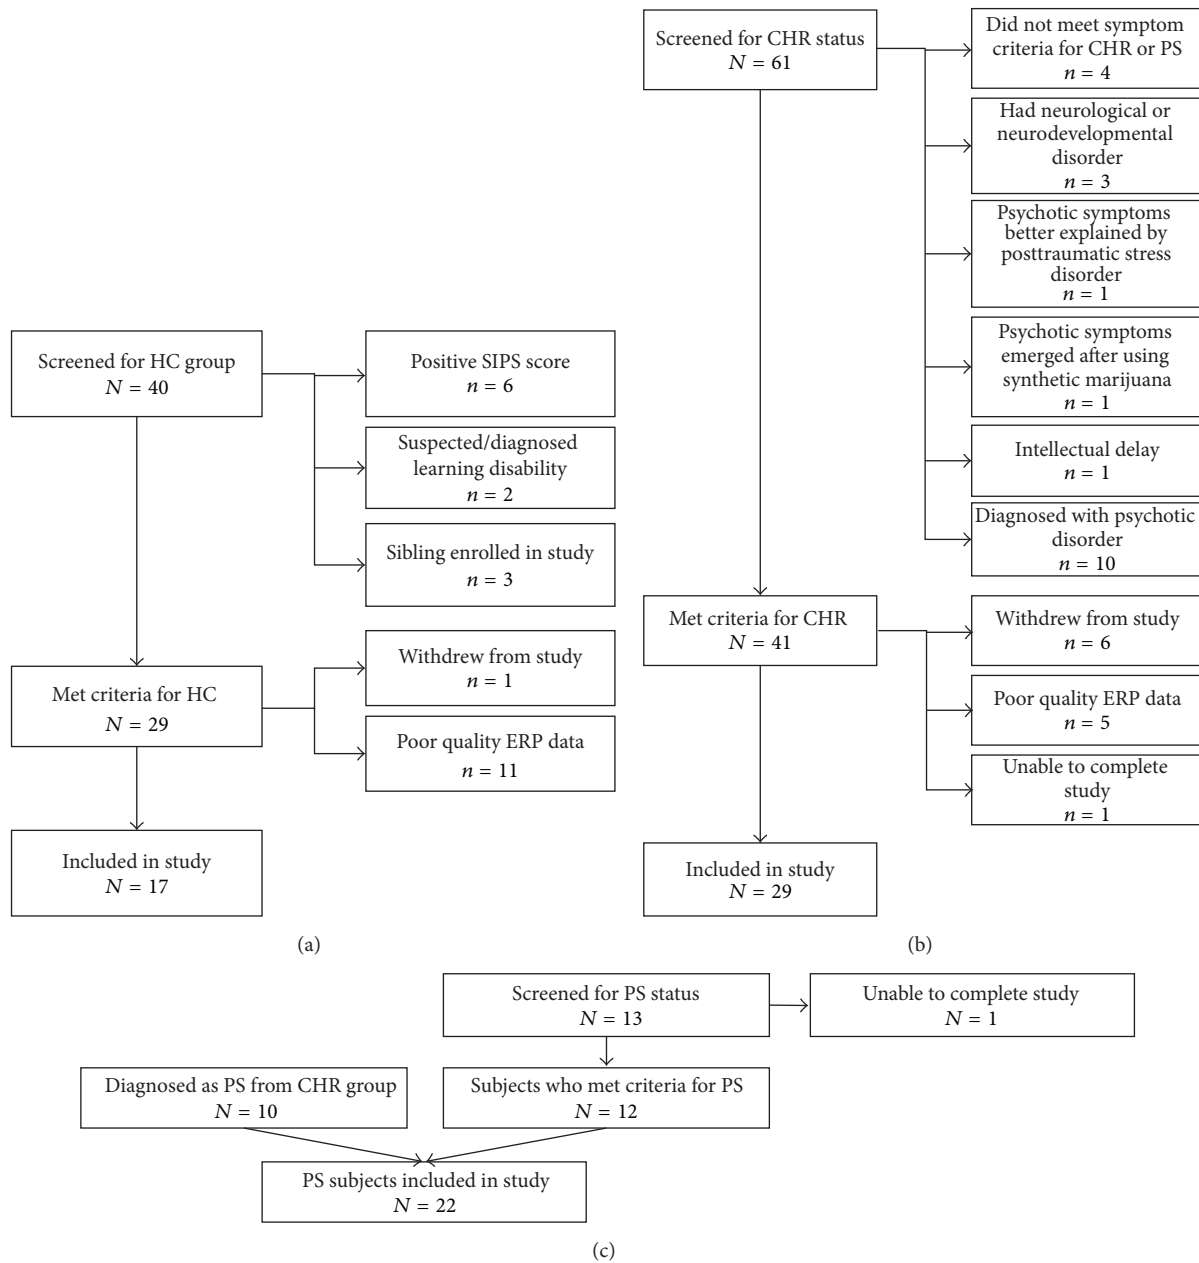 Screened for HC group
N = 40
Positive SIPS score
n = 6
Suspected/diagnosed
learning disability
n = 2
Sibling enrolled in study
n = 3
Met criteria for HC
N = 29
Withdrew from study
n = 1
Poor quality ERP data
n = 11
Included in study
N = 17
(a)
Screened for CHR status
N = 61
Did not meet symptom
criteria for CHR or PS
n = 4
Had neurological or
neurodevelopmental
disorder
n = 3
Psychotic symptoms
better explained by
posttraumatic stress
disorder
n = 1
Psychotic symptoms
emerged after using
synthetic marijuana
n = 1
Intellectual delay
n = 1
Diagnosed with psychotic
disorder
n = 10
Met criteria for CHR
N = 41
Withdrew from study
n = 6
Poor quality ERP data
n = 5
Unable to complete
study
n = 1
Included in study
N = 29
(b)
Screened for PS status
N = 13
Unable to complete study
N = 1
Diagnosed as PS from CHR group
N = 10
Subjects who met criteria for PS
N = 12
PS subjects included in study
N = 22
(c)